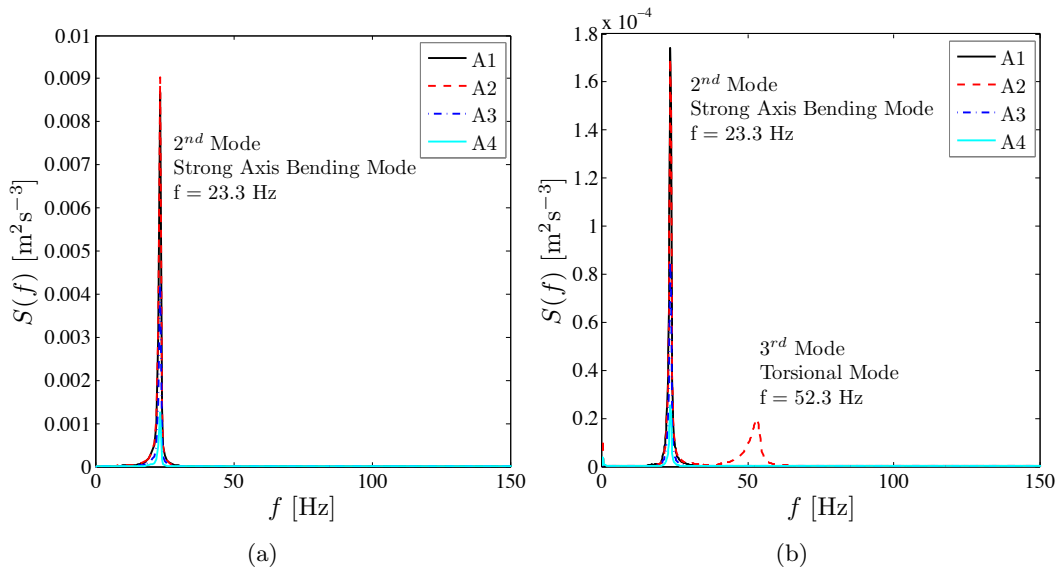 0.01
0.009
0.008
0.007
0.006
0.005
0.004
0.003
0.002
0.001
0
S(f) [m²s⁻³]
0 50 100 150
f [Hz]
A1
A2
A3
A4
2ⁿᵈ Mode
Strong Axis Bending Mode
f = 23.3 Hz
(a)
x 10⁻⁴
1.8
1.6
1.4
1.2
1
0.8
0.6
0.4
0.2
0
S(f) [m²s⁻³]
0 50 100 150
f [Hz]
A1
A2
A3
A4
2ⁿᵈ Mode
Strong Axis Bending Mode
f = 23.3 Hz
3ʳᵈ Mode
Torsional Mode
f = 52.3 Hz
(b)